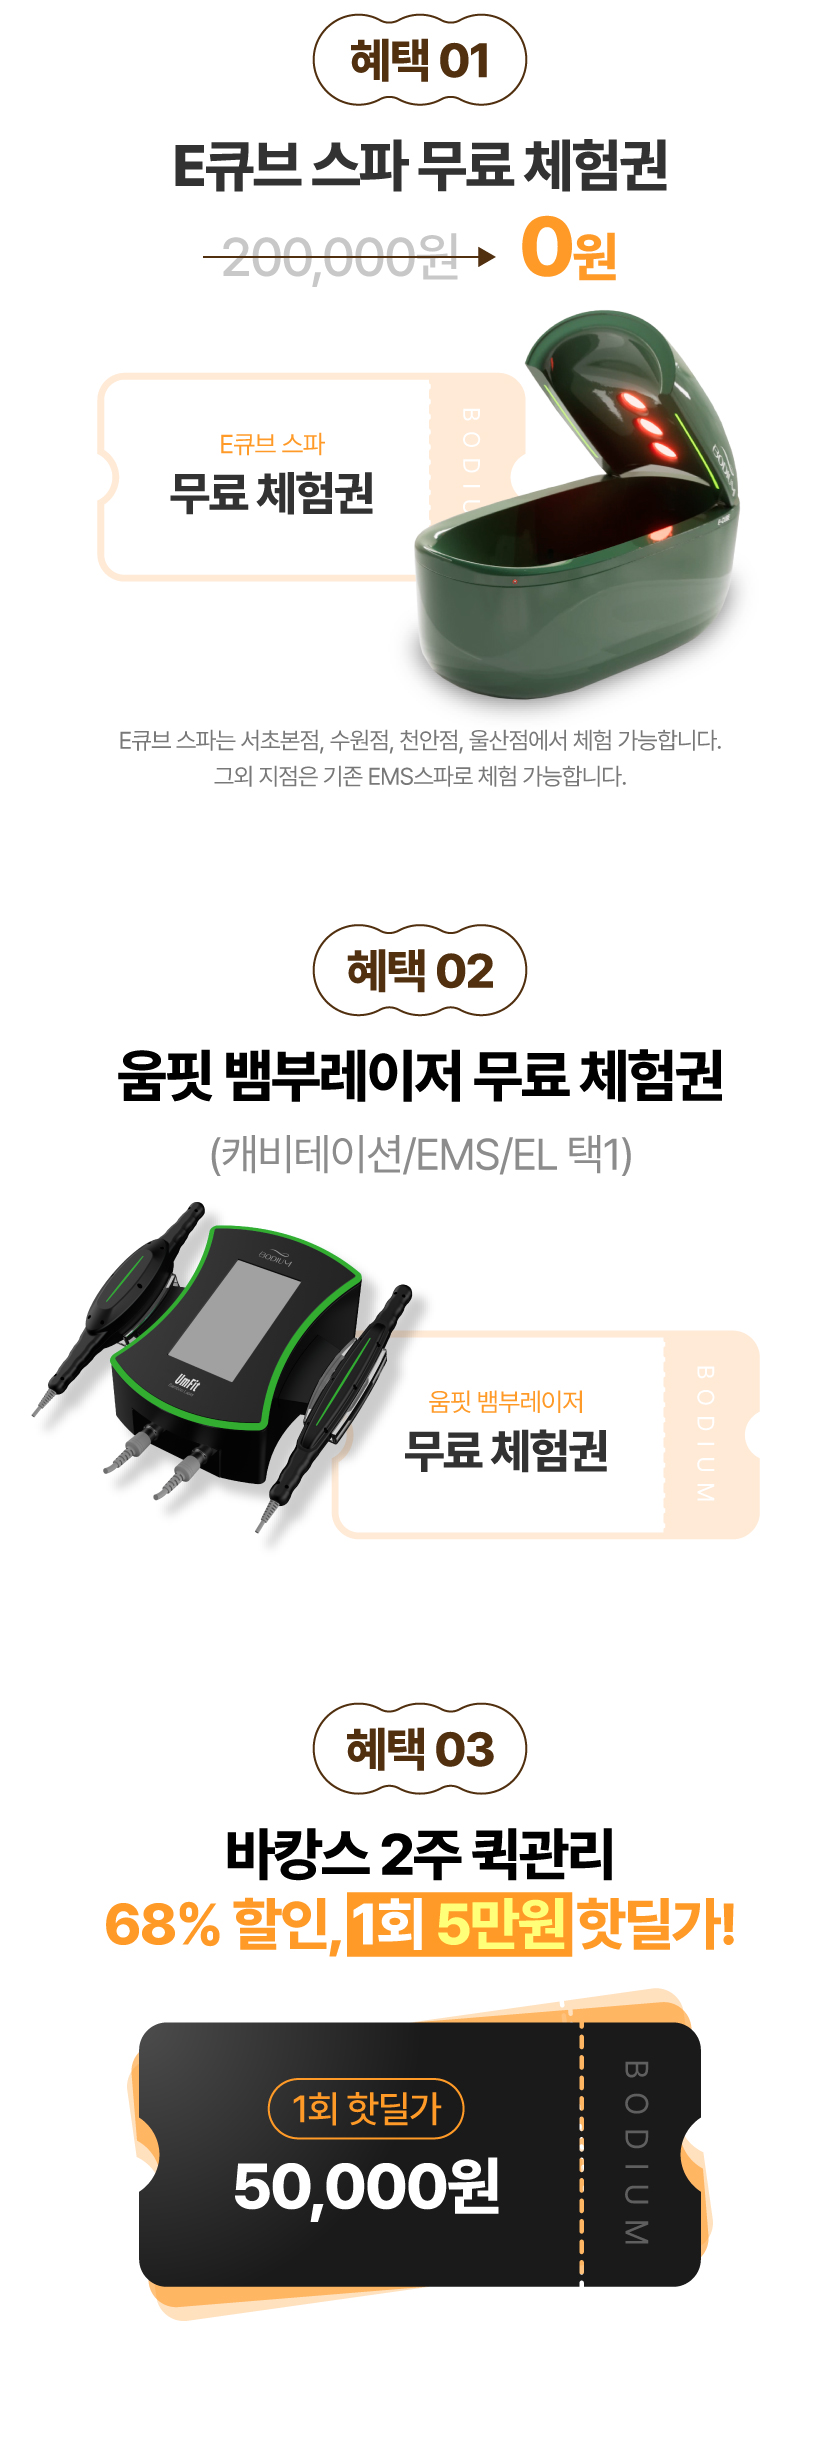 혜택 01
E큐브 스파 무료 체험권
200,000원 0원
E큐브 스파
무료 체험권
BODIU
BODIUM
E큐브 스파는 서초본점, 수원점, 천안점, 울산점에서 체험 가능합니다.
그외 지점은 기존 EMS스파로 체험 가능합니다.
혜택 02
움핏 뱀부레이저 무료 체험권
(캐비테이션/EMS/EL 택1)
BODIUM
UmFit
움핏 뱀부레이저
무료 체험권
BODIUM
혜택 03
바캉스 2주 퀵관리
68% 할인, 1회 5만원 핫딜가!
1회 핫딜가
50,000원
BODIUM